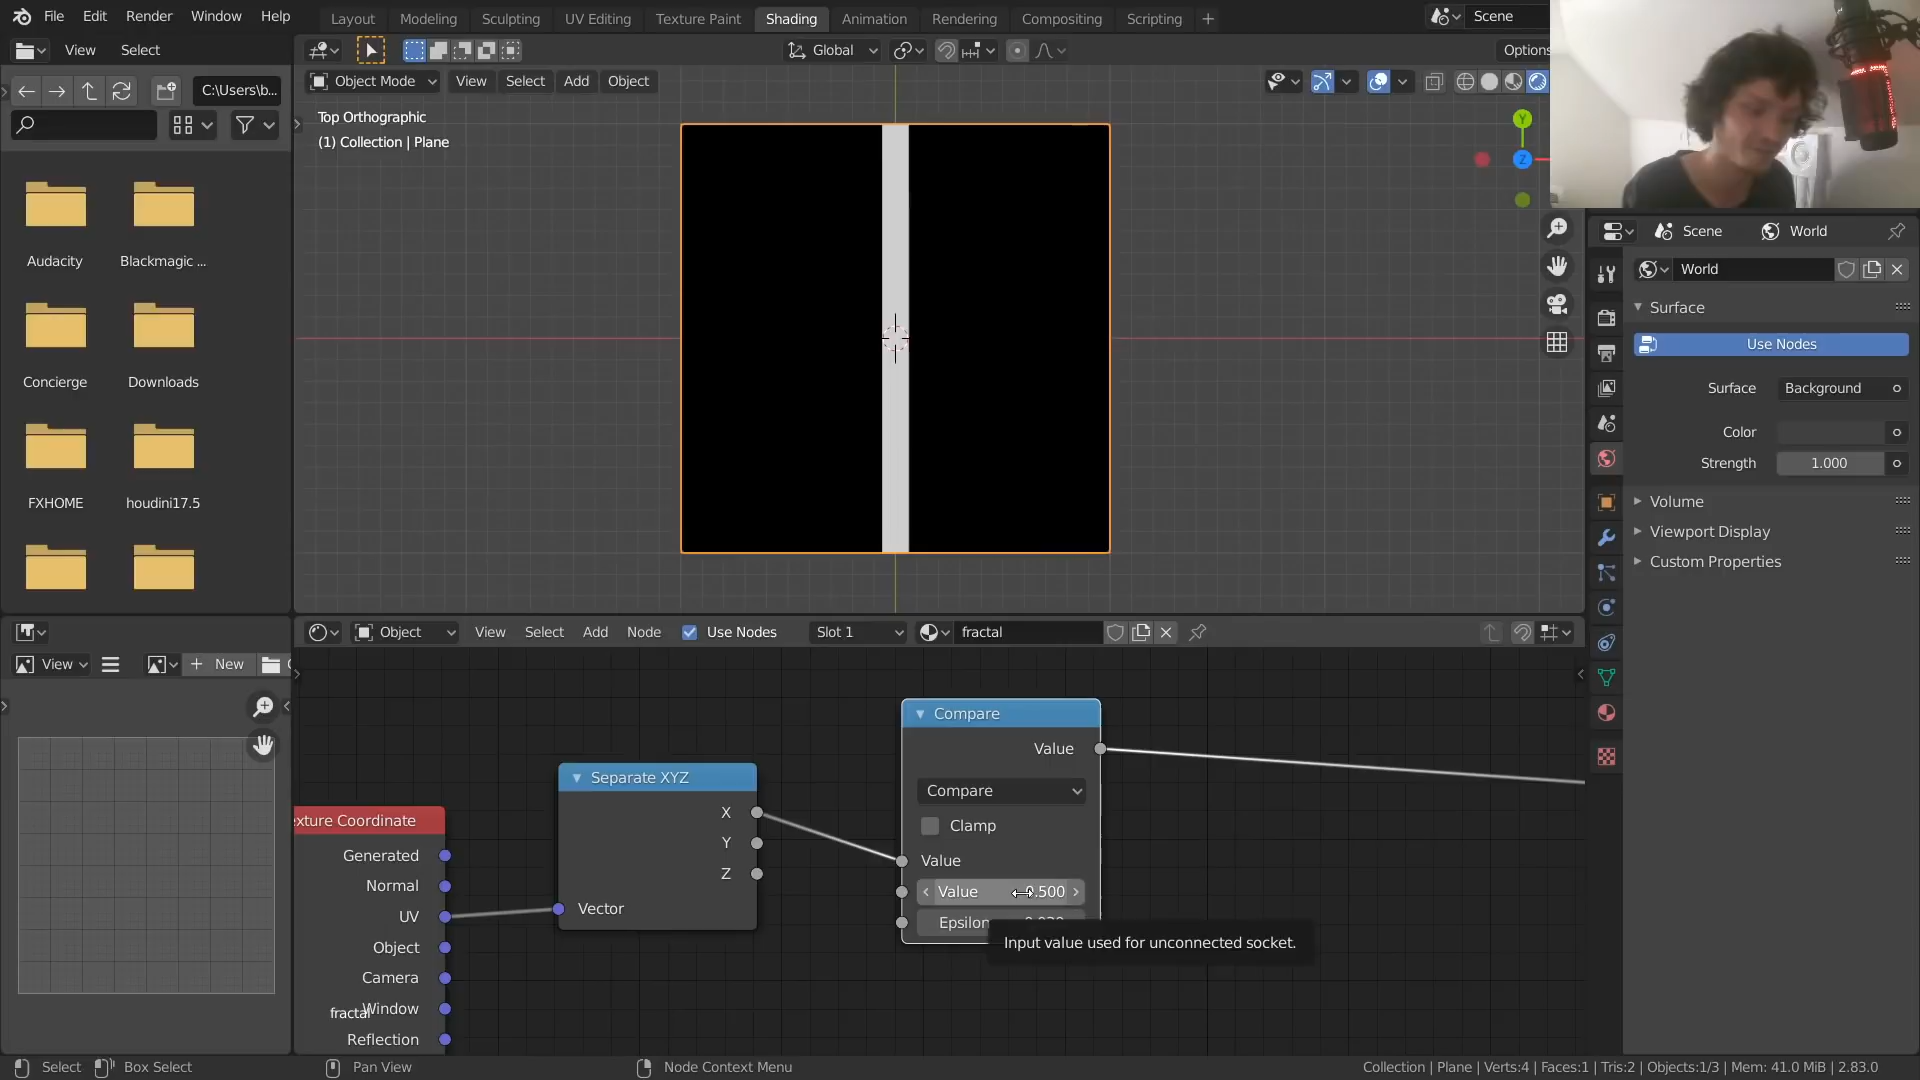 File Edit Render Window Help
Layout Modeling Sculpting UV Editing Texture Paint Shading Animation Rendering Compositing Scripting +
Scene
View Select
Global
Options
C:\Users\b...
Object Mode View Select Add Object
Top Orthographic
(1) Collection | Plane
Y
Z
Audacity Blackmagic ...
Concierge Downloads
FXHOME houdini17.5
Scene World
World
Surface
Use Nodes
Surface Background
Color
Strength 1.000
Volume
Viewport Display
Custom Properties
Object View Select Add Node Use Nodes Slot 1 fractal
View + New
Compare
Value
Compare
Clamp
Value
Value 0.500
Epsilon
Input value used for unconnected socket.
Separate XYZ
X
Y
Z
Vector
exture Coordinate
Generated
Normal
UV
Object
Camera
Window
Reflection
fractal
Select Box Select Pan View Node Context Menu
Collection | Plane | Verts:4 | Faces:1 | Tris:2 | Objects:1/3 | Mem: 41.0 MiB | 2.83.0